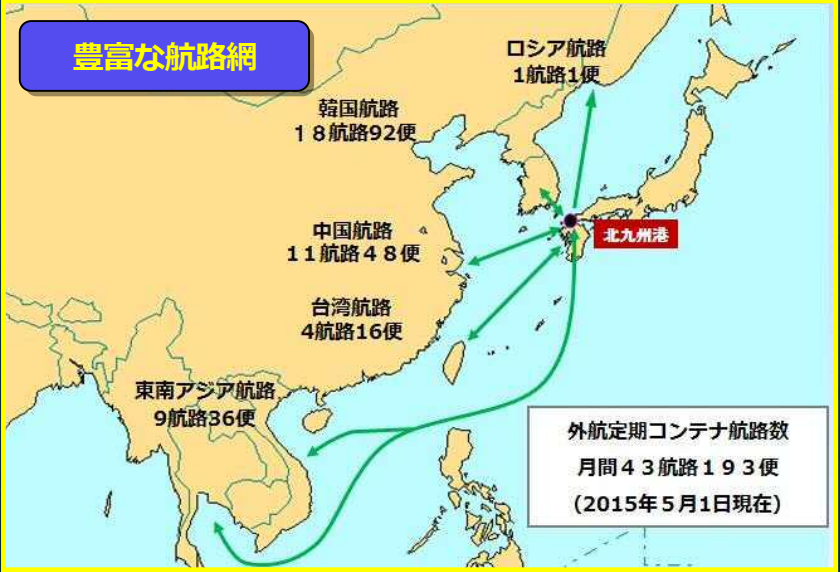 豊富な航路網
ロシア航路
1航路1便
韓国航路
１８航路92便
北九州港
中国航路
１１航路４８便
台湾航路
4航路16便
東南アジア航路
9航路36便
外航定期コンテナ航路数
月間４３航路１９３便
(2015年５月1日現在)